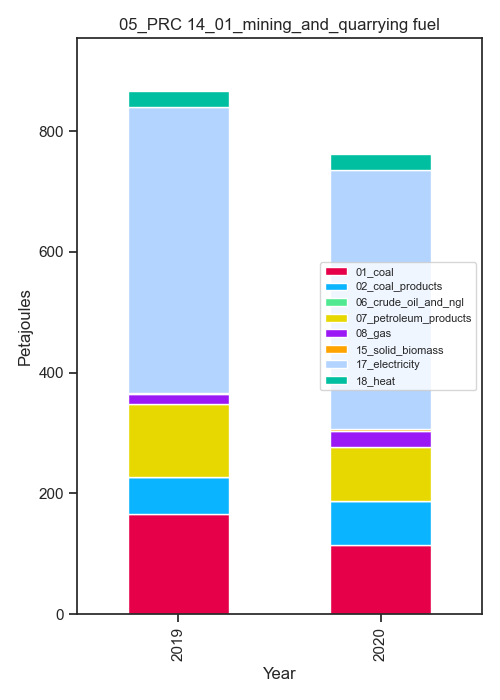 05_PRC 14_01_mining_and_quarrying fuel
800
600
400
200
0
Petajoules
01_coal
02_coal_products
06_crude_oil_and_ngl
07_petroleum_products
08_gas
15_solid_biomass
17_electricity
18_heat
2019
2020
Year